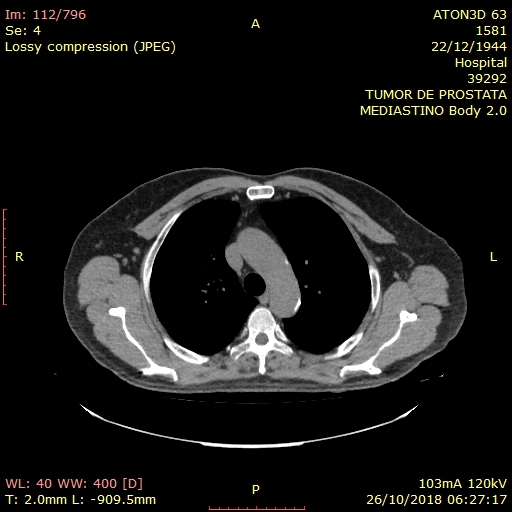 Im: 112/796
Se: 4
Lossy compression (JPEG)
A
ATON3D 63
1581
22/12/1944
Hospital
39292
TUMOR DE PROSTATA
MEDIASTINO Body 2.0
R
L
WL: 40 WW: 400 [D]
T: 2.0mm L: -909.5mm
P
103mA 120kV
26/10/2018 06:27:17